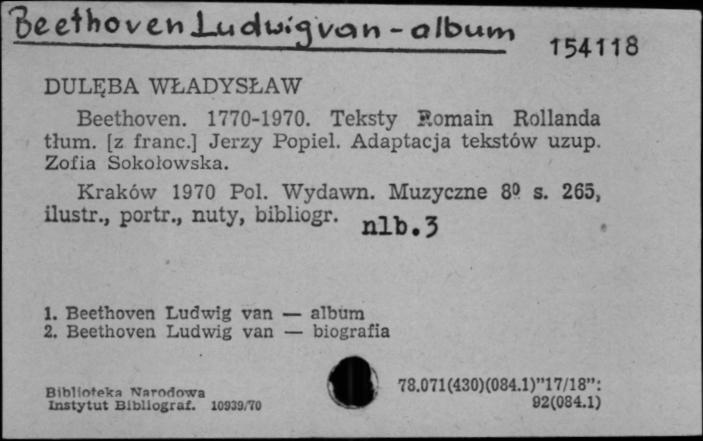 Beethoven Ludwig van - album
154118
DULĘBA WŁADYSŁAW
Beethoven. 1770-1970. Teksty Romain Rollanda
tłum. [z franc.] Jerzy Popiel. Adaptacja tekstów uzup.
Zofia Sokołowska.
Kraków 1970 Pol. Wydawn. Muzyczne 8º s. 265,
ilustr., portr., nuty, bibliogr. nlb.3
1. Beethoven Ludwig van — album
2. Beethoven Ludwig van — biografia
78.071(430)(084.1)"17/18":
92(084.1)
Biblioteka Narodowa
Instytut Bibliograf. 10939/70